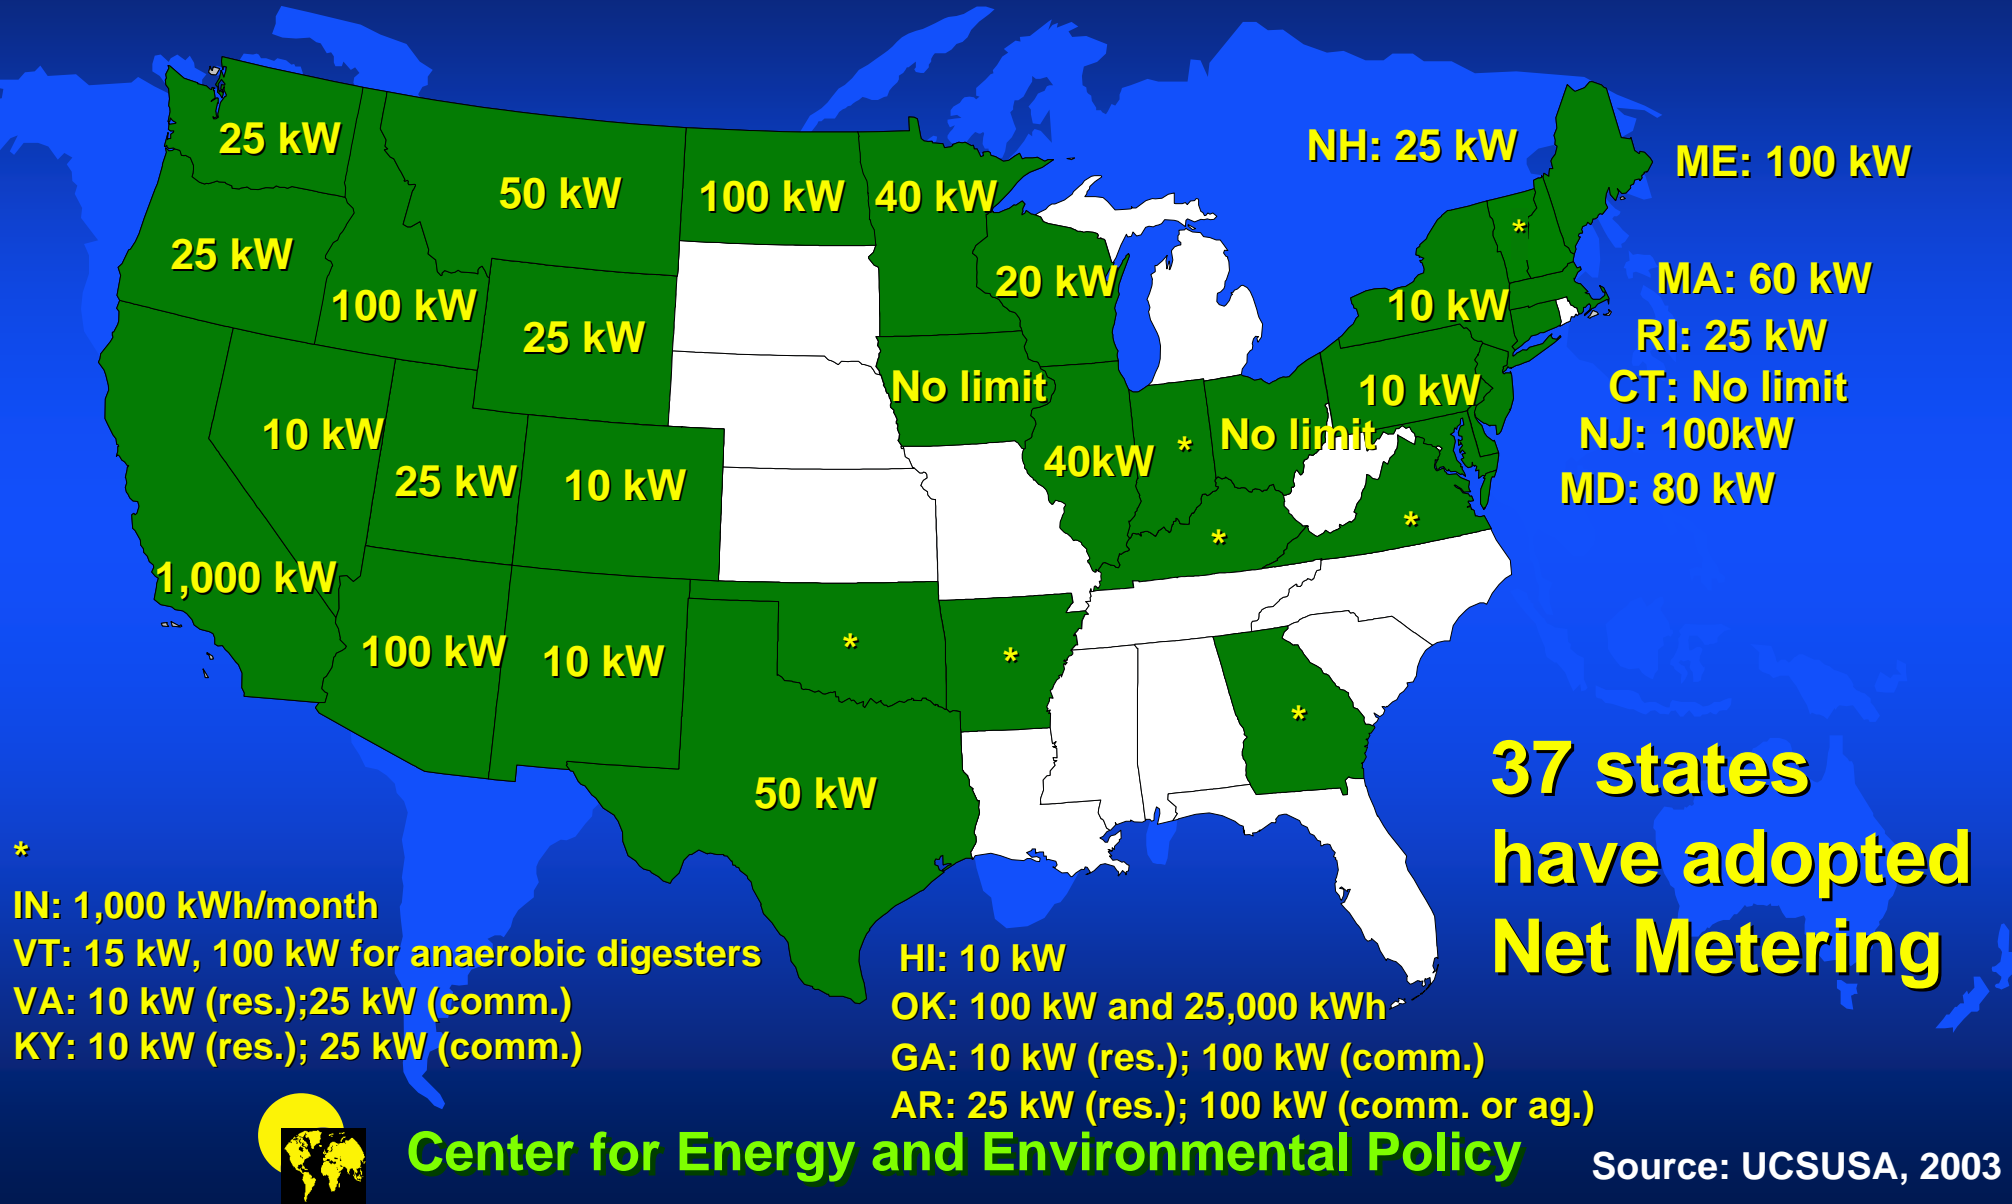 25 kW
50 kW
100 kW
40 kW
NH: 25 kW
ME: 100 kW
*
25 kW
100 kW
25 kW
20 kW
10 kW
MA: 60 kW
RI: 25 kW
No limit
10 kW
CT: No limit
10 kW
25 kW
10 kW
40kW
*
No limit
NJ: 100kW
MD: 80 kW
*
*
1,000 kW
100 kW
10 kW
*
*
*
50 kW
37 states
have adopted
Net Metering
*
IN: 1,000 kWh/month
VT: 15 kW, 100 kW for anaerobic digesters
VA: 10 kW (res.);25 kW (comm.)
KY: 10 kW (res.); 25 kW (comm.)
HI: 10 kW
OK: 100 kW and 25,000 kWh
GA: 10 kW (res.); 100 kW (comm.)
AR: 25 kW (res.); 100 kW (comm. or ag.)
Center for Energy and Environmental Policy
Source: UCSUSA, 2003